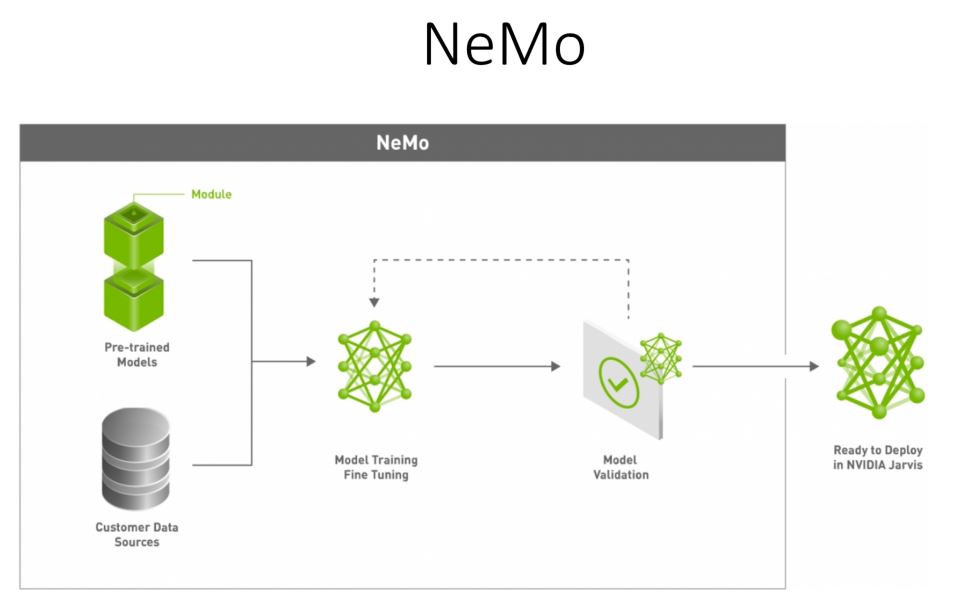 NeMo
NeMo
Module
Pre-trained
Models
Customer Data
Sources
Model Training
Fine Tuning
Model
Validation
Ready to Deploy
in NVIDIA Jarvis